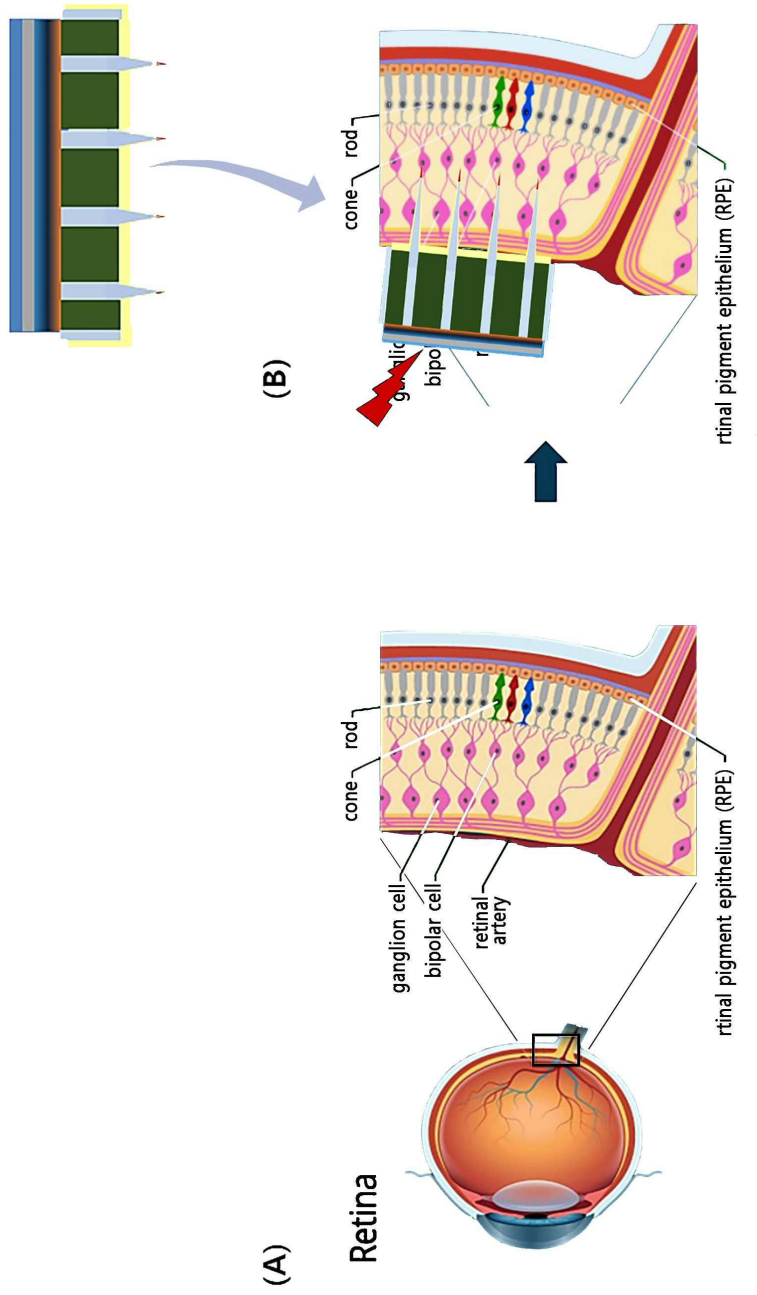 (A)
Retina
rod
cone
ganglion cell
bipolar cell
retinal
artery
rtinal pigment epithelium (RPE)
(B)
rod
cone
rtinal pigment epithelium (RPE)